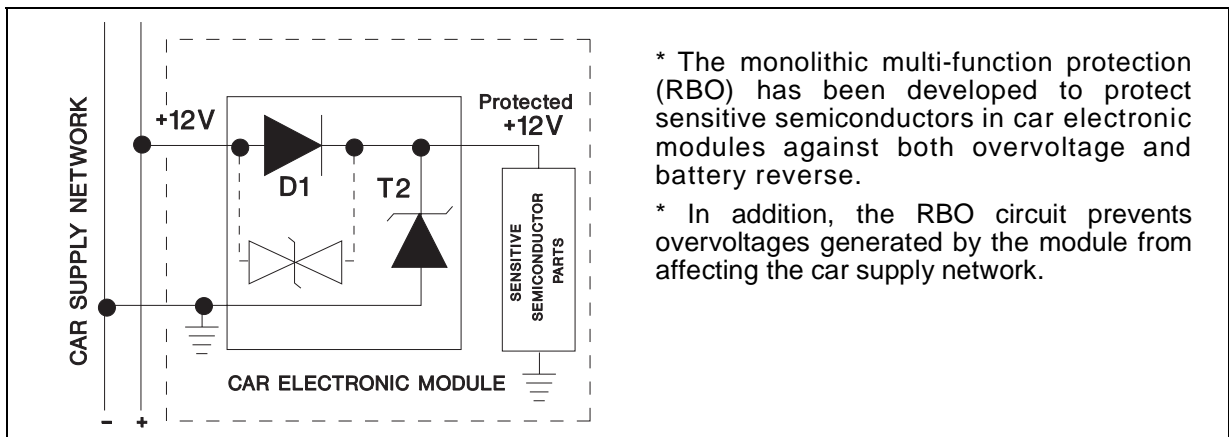 CAR SUPPLY NETWORK
+12V
D1
T2
Protected
+12V
SENSITIVE
SEMICONDUCTOR
PARTS
CAR ELECTRONIC MODULE
- +
* The monolithic multi-function protection
(RBO) has been developed to protect
sensitive semiconductors in car electronic
modules against both overvoltage and
battery reverse.
* In addition, the RBO circuit prevents
overvoltages generated by the module from
affecting the car supply network.